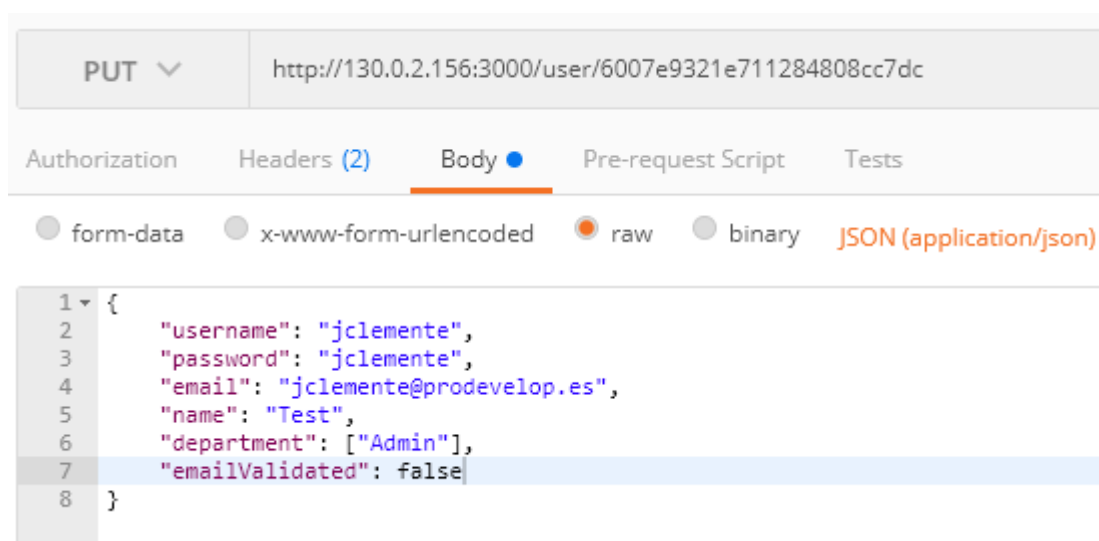 PUT http://130.0.2.156:3000/user/6007e9321e711284808cc7dc
Authorization Headers (2) Body Pre-request Script Tests
form-data x-www-form-urlencoded raw binary JSON (application/json)
1 {
2 "username": "jclemente",
3 "password": "jclemente",
4 "email": "jclemente@prodevelop.es",
5 "name": "Test",
6 "department": ["Admin"],
7 "emailValidated": false
8 }